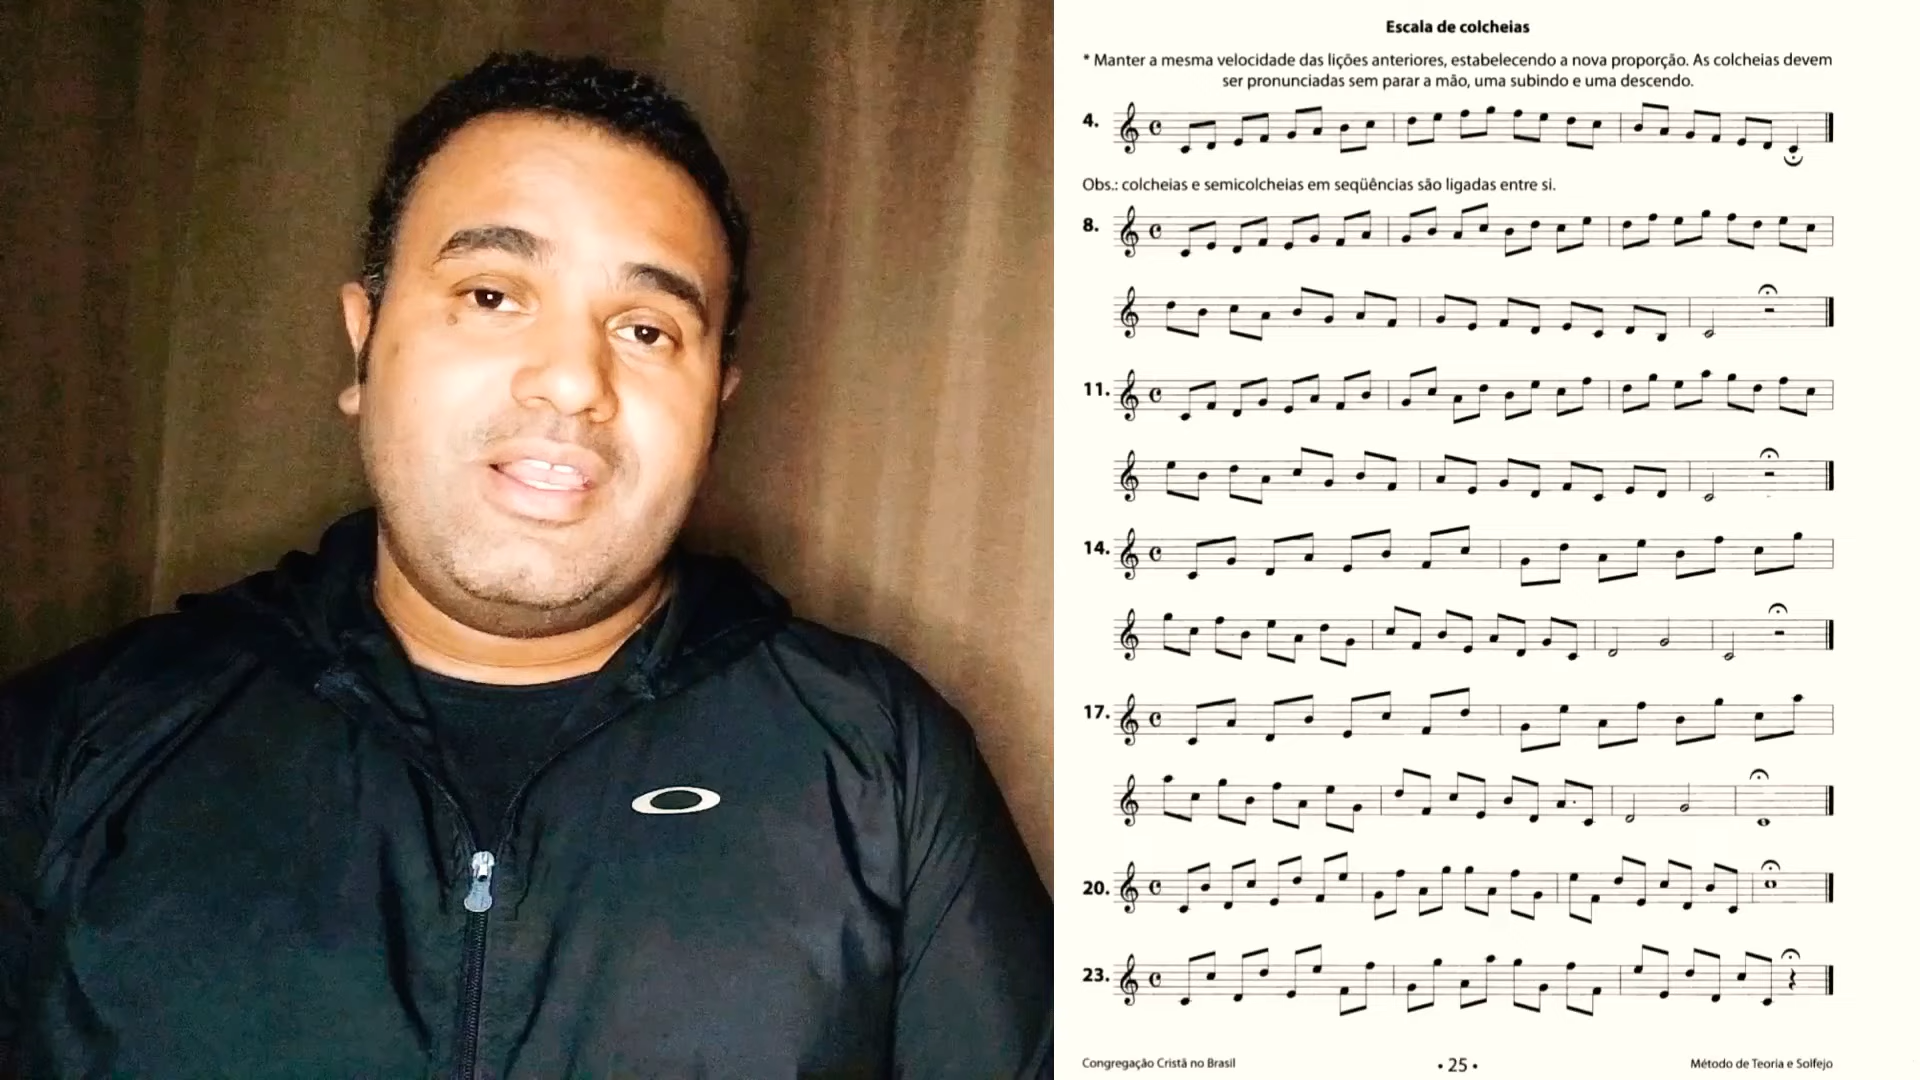 Escala de colcheias
* Manter a mesma velocidade das lições anteriores, estabelecendo a nova proporção. As colcheias devem
ser pronunciadas sem parar a mão, uma subindo e uma descendo.
4.
Obs.: colcheias e semicolcheias em seqüências são ligadas entre si.
8.
11.
14.
17.
20.
23.
Congregação Cristã no Brasil
• 25 •
Método de Teoria e Solfejo